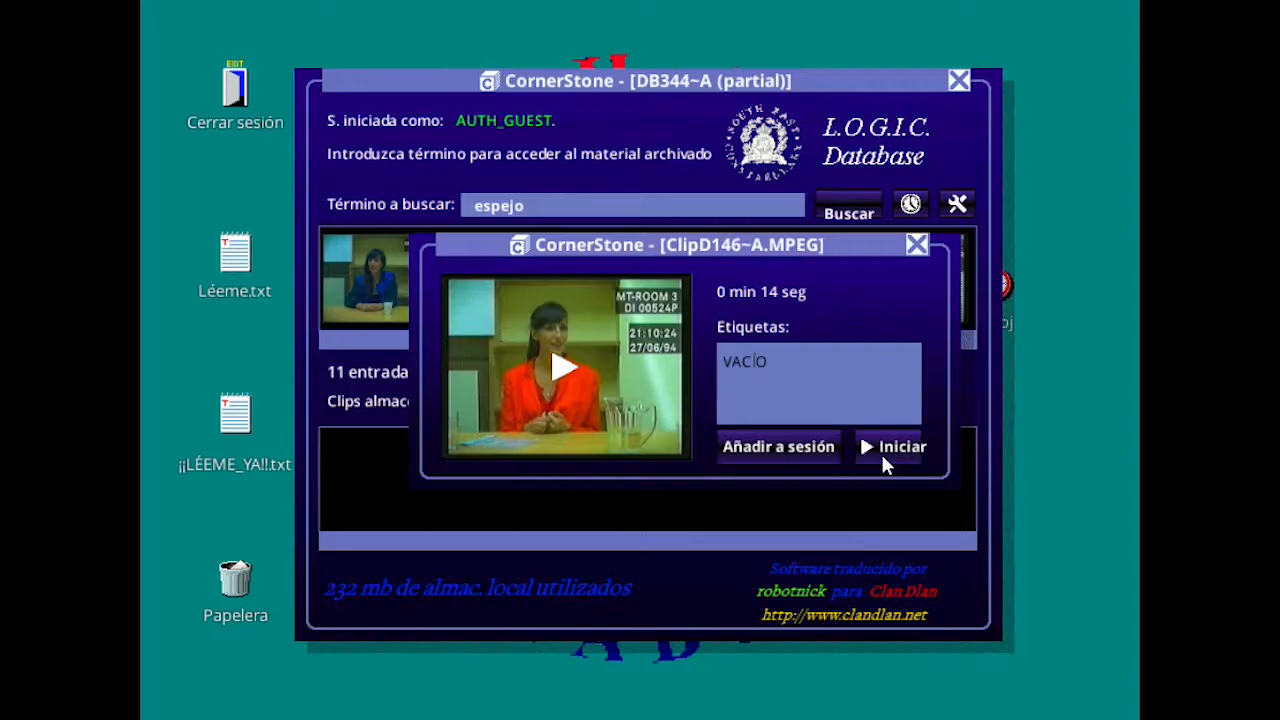 EXIT
Cerrar sesión
Léeme.txt
¡¡LÉEME_YA!!.txt
Papelera
CornerStone - [DB344~A (partial)]
S. iniciada como: AUTH_GUEST.
Introduzca término para acceder al material archivado
L.O.G.I.C.
Database
Término a buscar: espejo
Buscar
CornerStone - [ClipD146~A.MPEG]
MT-ROOM 3
DI 00524P
21:10:24
27/06/94
0 min 14 seg
Etiquetas:
VACÍO
Añadir a sesión
Iniciar
11 entrada
Clips almac
232 mb de almac. local utilizados
Software traducido por
robotnick para Clan Dlan
http://www.clandlan.net